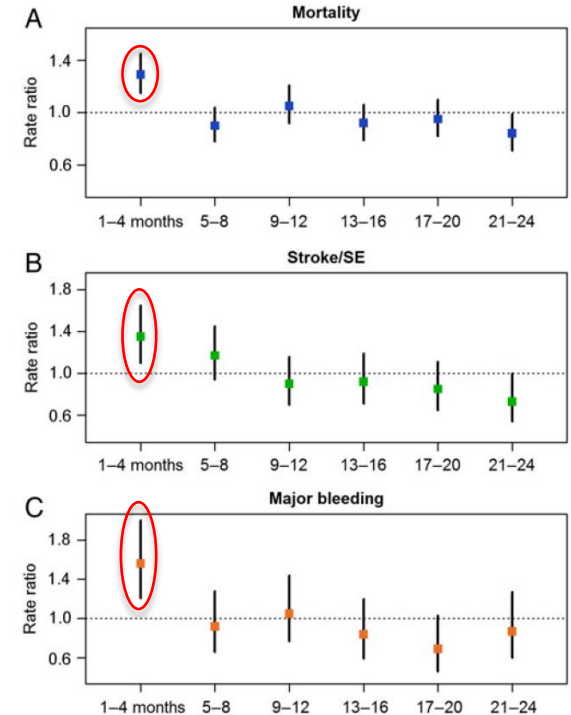 A
Mortality
Rate ratio
1.4
1.0
0.6
1–4 months 5–8 9–12 13–16 17–20 21–24
B
Stroke/SE
Rate ratio
1.8
1.4
1.0
0.6
1–4 months 5–8 9–12 13–16 17–20 21–24
C
Major bleeding
Rate ratio
1.8
1.4
1.0
0.6
1–4 months 5–8 9–12 13–16 17–20 21–24